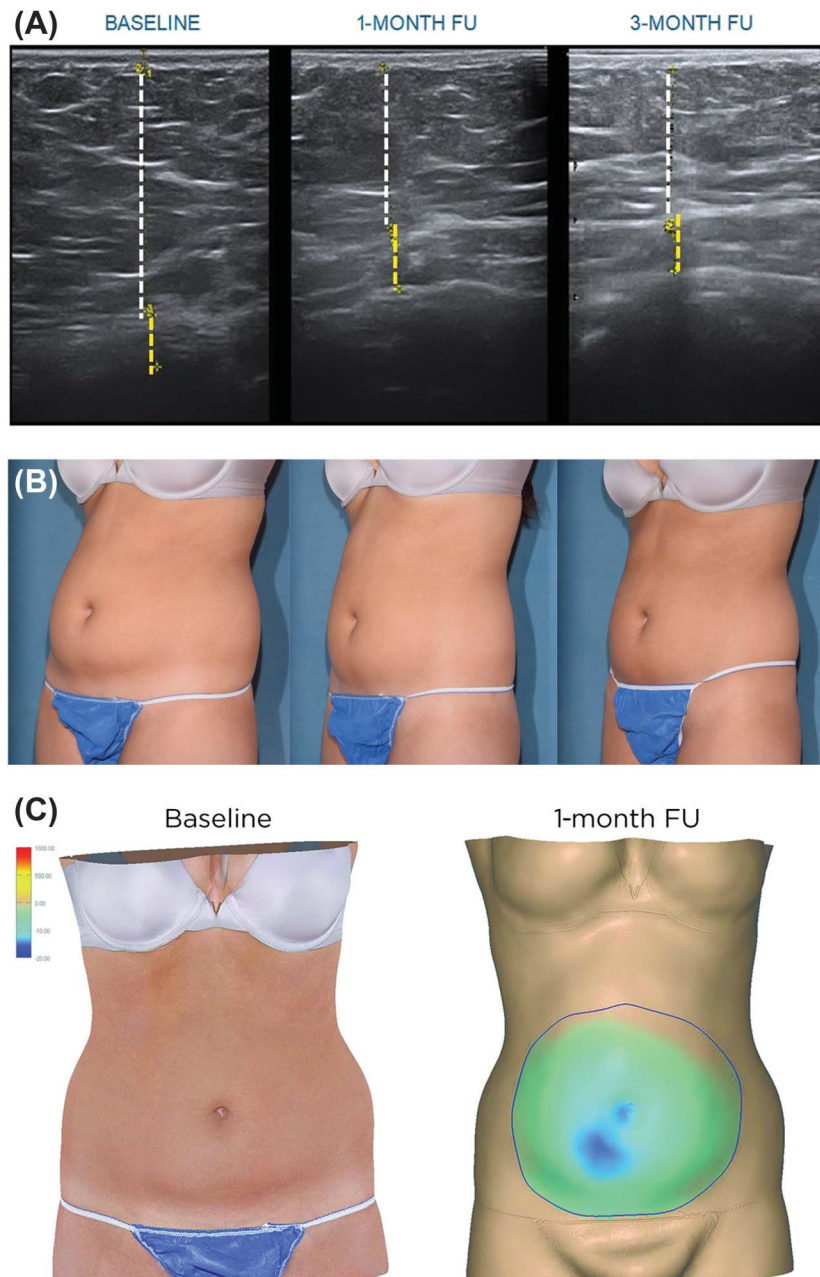 (A)
BASELINE
1-MONTH FU
3-MONTH FU
1
(B)
(C)
Baseline
1-month FU
1000.00
500.00
0.00
-10.00
-20.00